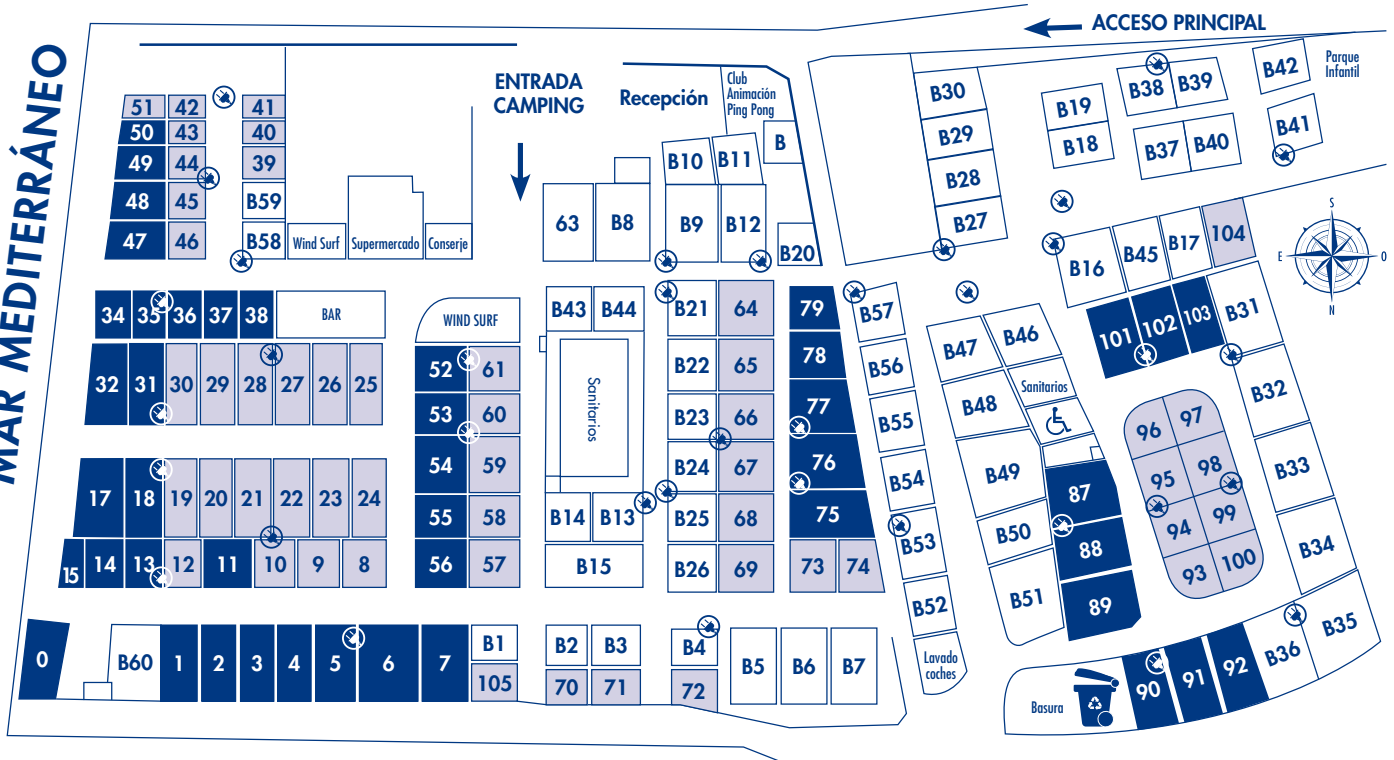 ACCESO PRINCIPAL
MAR MEDITERRÁNEO
ENTRADA
CAMPING
Recepción
Club
Animación
Ping Pong
B
Parque
Infantil
B42
B41
B38
B39
B37
B40
B19
B18
B30
B29
B28
B27
51
42
41
50
43
40
49
44
39
48
45
B59
47
46
B58
Wind Surf
Supermercado
Conserje
63
B8
B10
B11
B9
B12
B20
B16
B45
B17
104
S
E
O
N
101
102
103
B31
34
35
36
37
38
BAR
WIND SURF
B43
B44
Sanitarios
B21
64
79
B57
B47
B46
32
31
30
29
28
27
26
25
52
61
53
60
54
59
55
58
56
57
B22
65
78
B56
B23
66
77
B55
B24
67
76
B54
B25
68
75
B53
B26
69
73
74
B52
B48
Sanitarios
B49
B50
B51
87
88
89
96
97
95
98
94
99
93
100
B32
B33
B34
B35
B36
17
18
19
20
21
22
23
24
15
14
13
12
11
10
9
8
B14
B13
B15
0
B60
1
2
3
4
5
6
7
B1
105
B2
B3
70
71
B4
72
B5
B6
B7
Lavado
coches
Basura
90
91
92